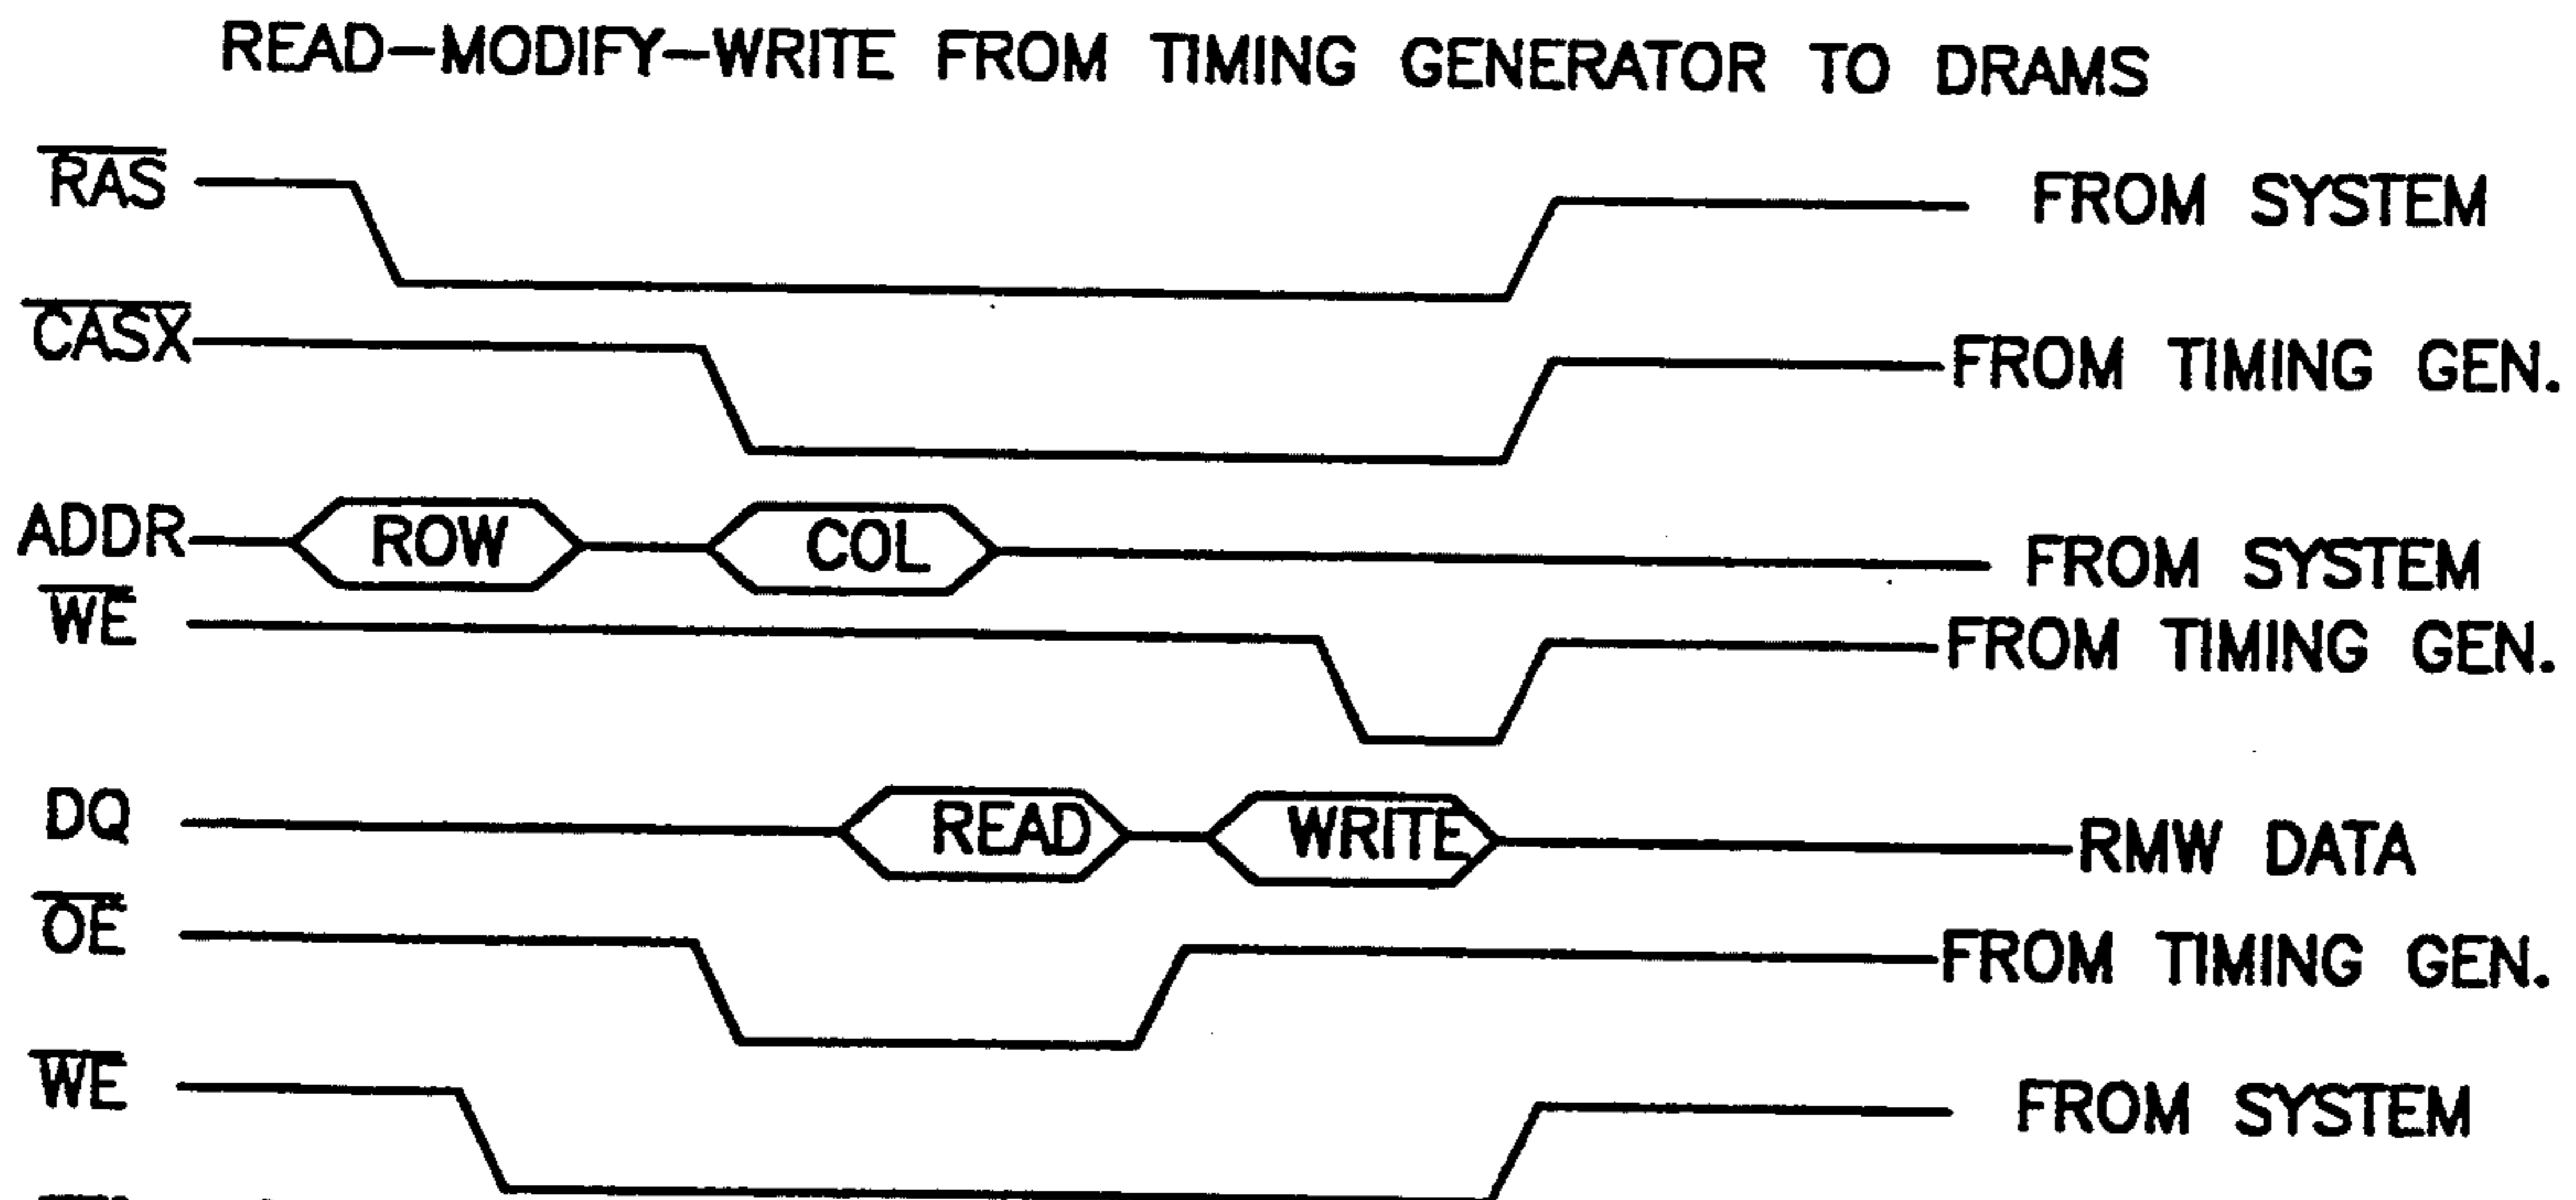 READ-MODIFY-WRITE FROM TIMING GENERATOR TO DRAMS
RAS FROM SYSTEM
CASX FROM TIMING GEN.
ADDR ROW COL FROM SYSTEM
WE FROM TIMING GEN.
DQ READ WRITE RMW DATA
OE FROM TIMING GEN.
WE FROM SYSTEM